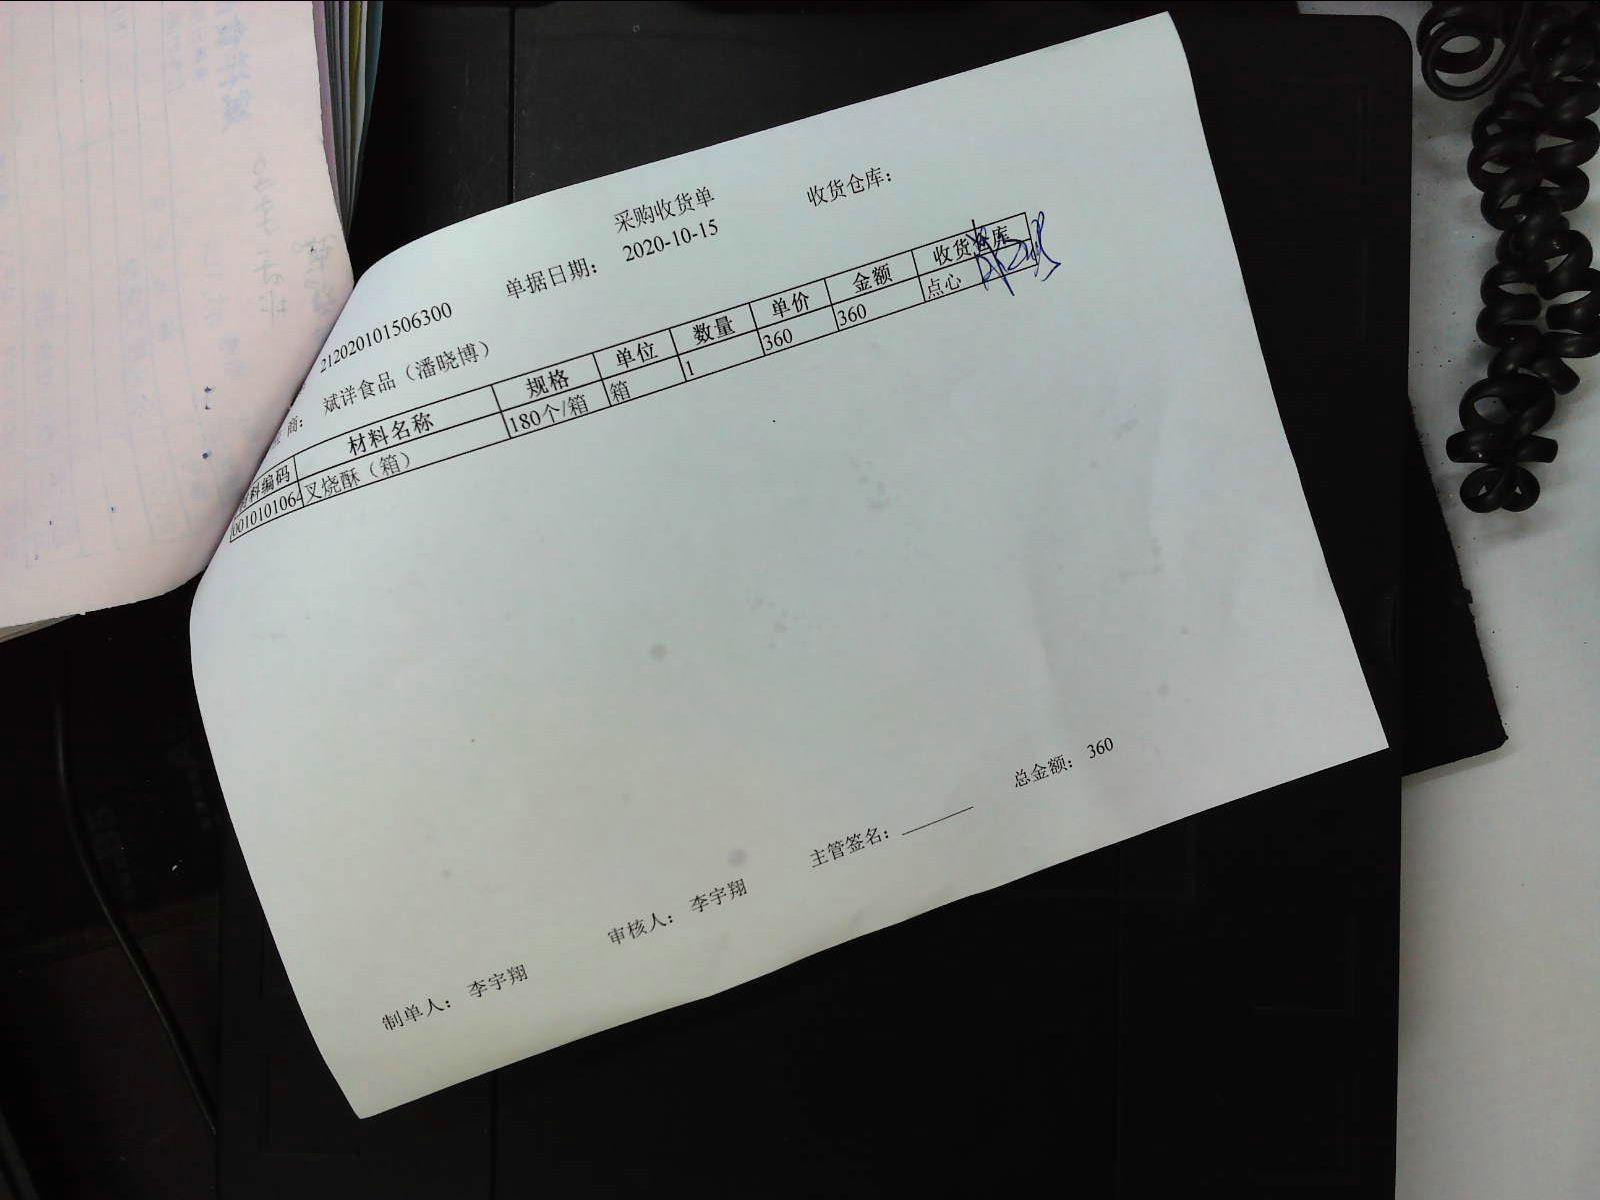 采购收货单
2020-10-15
收货仓库：
212020101506300
单据日期：
商： 斌洋食品（潘晓博）
料编码 材料名称 规格 单位 数量 单价 金额 收货仓库
001010106 叉烧酥（箱） 180个/箱 箱 1 360 360 点心
总金额： 360
主管签名：
审核人： 李宇翔
制单人： 李宇翔